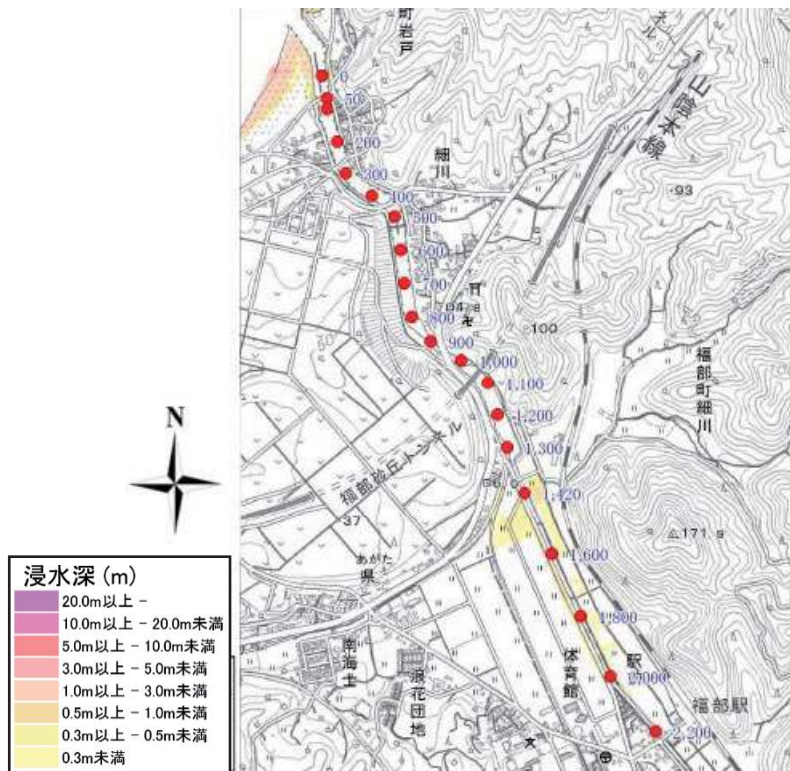 町岩戸
0
50
200
300
400
500
600
700
800
900
1,000
1,100
1,200
1,300
1,420
1,600
1,800
2,000
2,200
細川
山陰本線
93
100
福部町細川
福部砂丘トンネル
37
あがた
県
171.9
南海士
浪花団地
体育館
駅
福部駅
N
浸水深 (m)
20.0m以上 -
10.0m以上 - 20.0m未満
5.0m以上 - 10.0m未満
3.0m以上 - 5.0m未満
1.0m以上 - 3.0m未満
0.5m以上 - 1.0m未満
0.3m以上 - 0.5m未満
0.3m未満